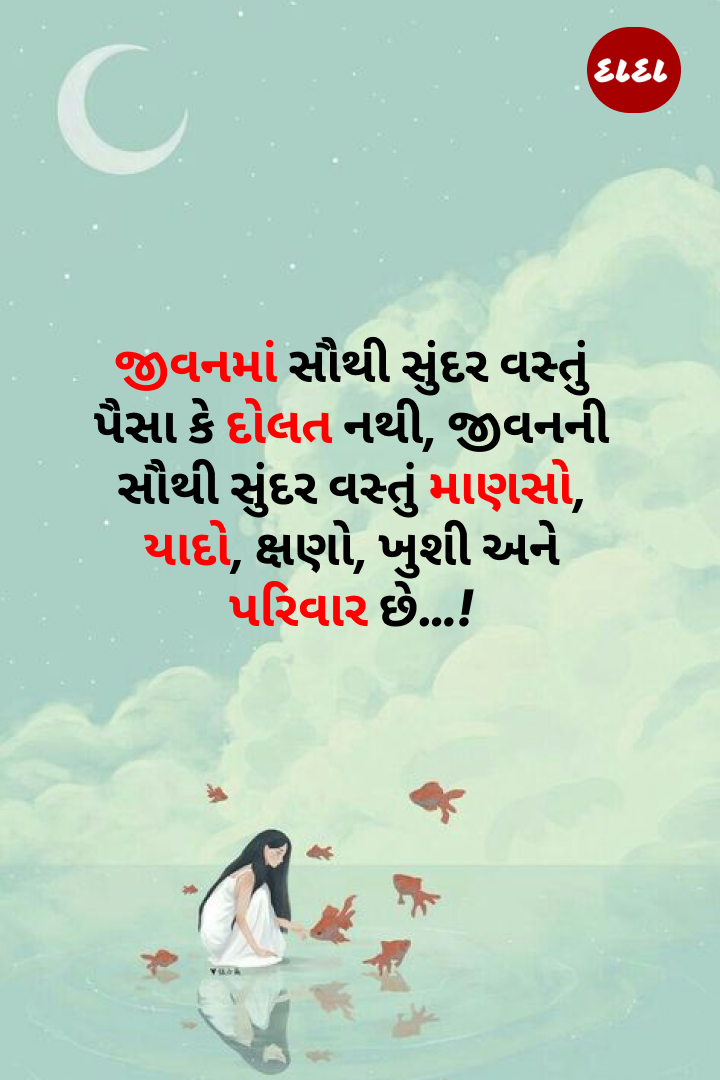 દાદા
જીવનમાં સૌથી સુંદર વસ્તું
પૈસા કે દોલત નથી, જીવનની
સૌથી સુંદર વસ્તું માણસો,
યાદો, ક્ષણો, ખુશી અને
પરિવાર છે...!